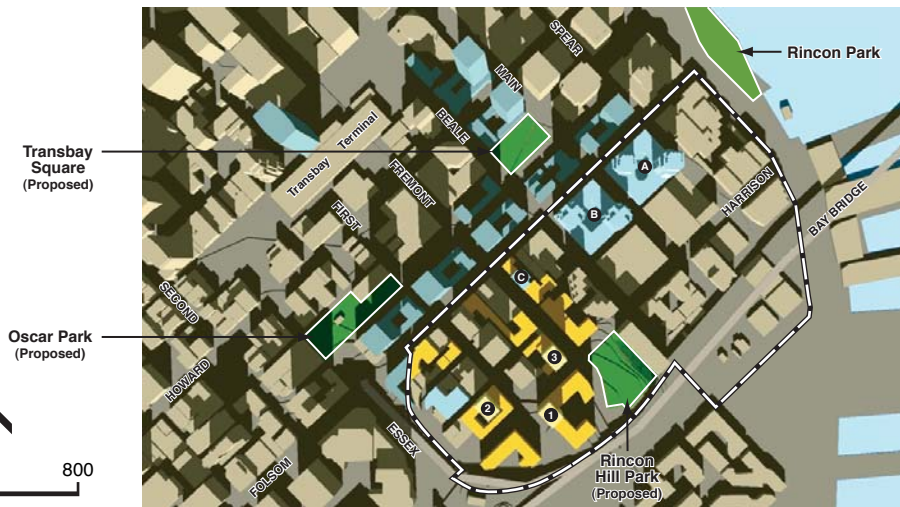 SPEAR
Rincon Park
MAIN
BEALE
Transbay Terminal
Transbay
Square
(Proposed)
FREMONT
A
HARRISON
BAY BRIDGE
FIRST
B
C
SECOND
Oscar Park
(Proposed)
3
HOWARD
2
1
ESSEX
FOLSOM
Rincon
Hill Park
(Proposed)
800